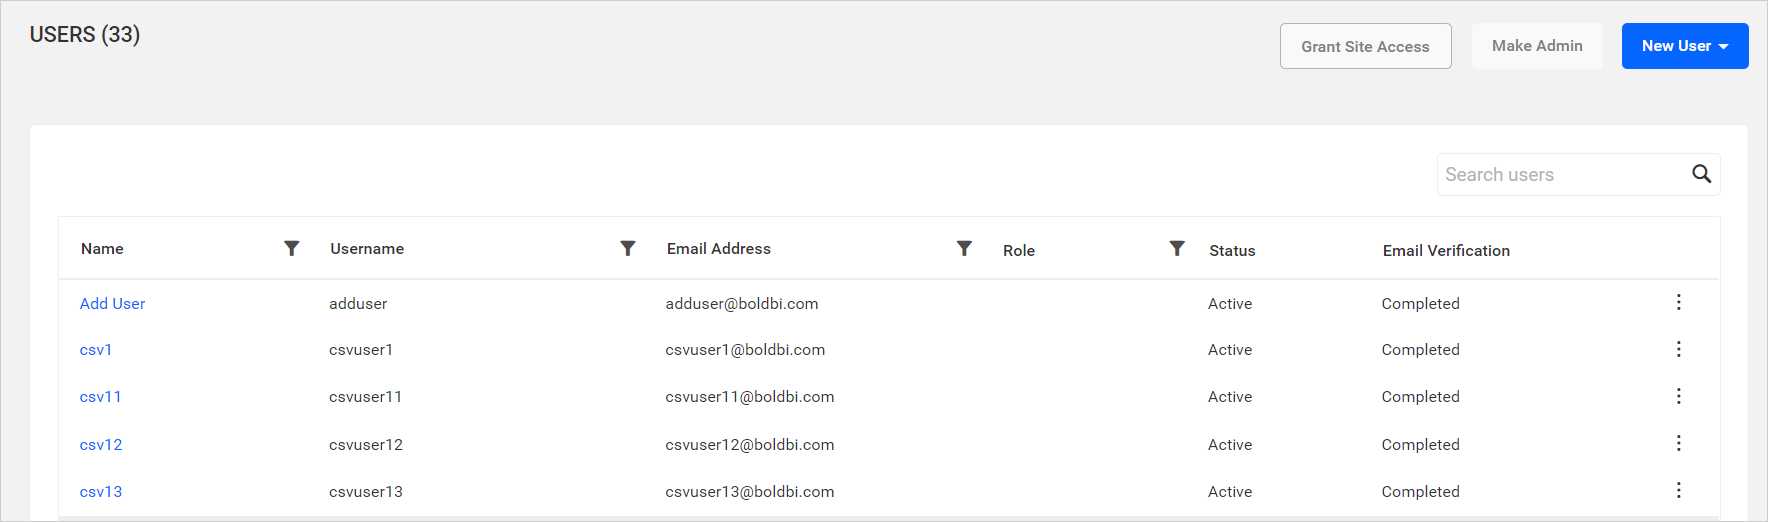 USERS (33)
Grant Site Access
Make Admin
New User
Search users
Name Username Email Address Role Status Email Verification
Add User adduser adduser@boldbi.com Active Completed
csv1 csvuser1 csvuser1@boldbi.com Active Completed
csv11 csvuser11 csvuser11@boldbi.com Active Completed
csv12 csvuser12 csvuser12@boldbi.com Active Completed
csv13 csvuser13 csvuser13@boldbi.com Active Completed